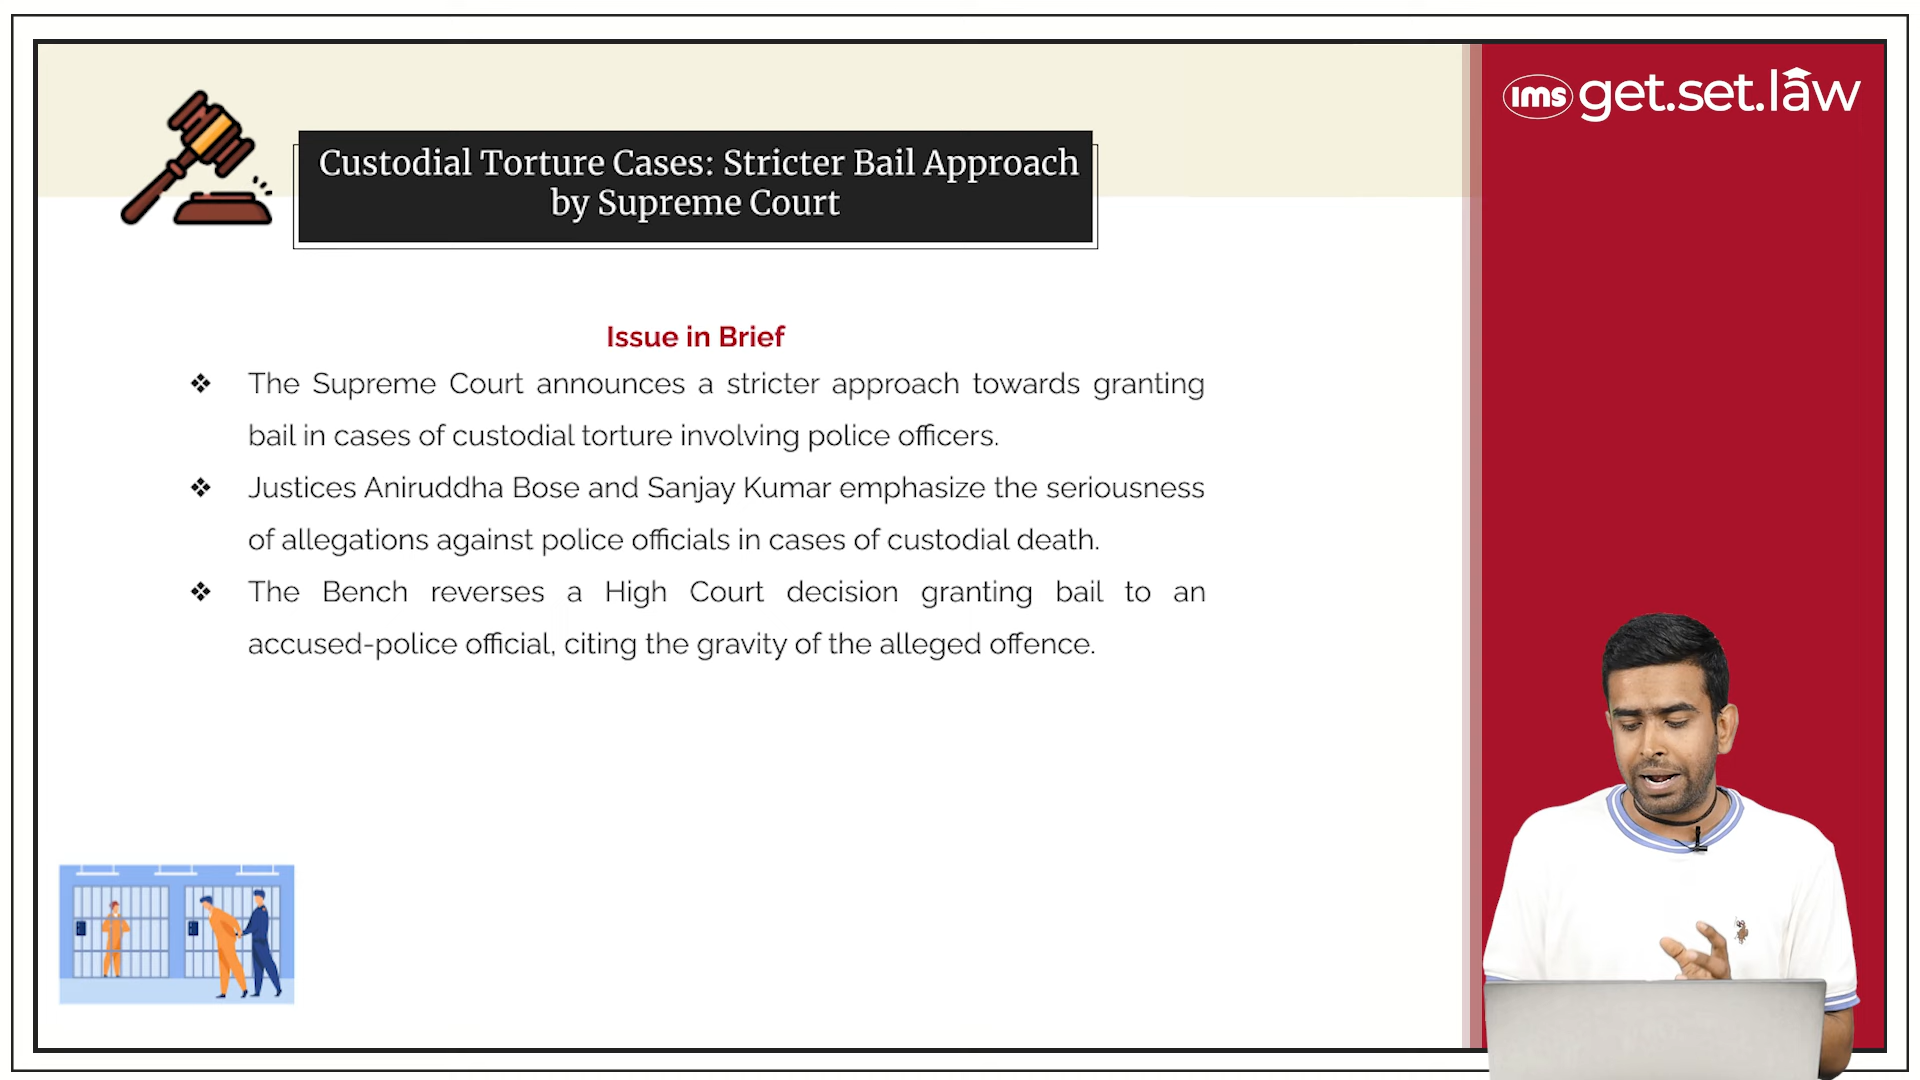 ims get.set.law
Custodial Torture Cases: Stricter Bail Approach
by Supreme Court
Issue in Brief
❖ The Supreme Court announces a stricter approach towards granting
bail in cases of custodial torture involving police officers.
❖ Justices Aniruddha Bose and Sanjay Kumar emphasize the seriousness
of allegations against police officials in cases of custodial death.
❖ The Bench reverses a High Court decision granting bail to an
accused-police official, citing the gravity of the alleged offence.